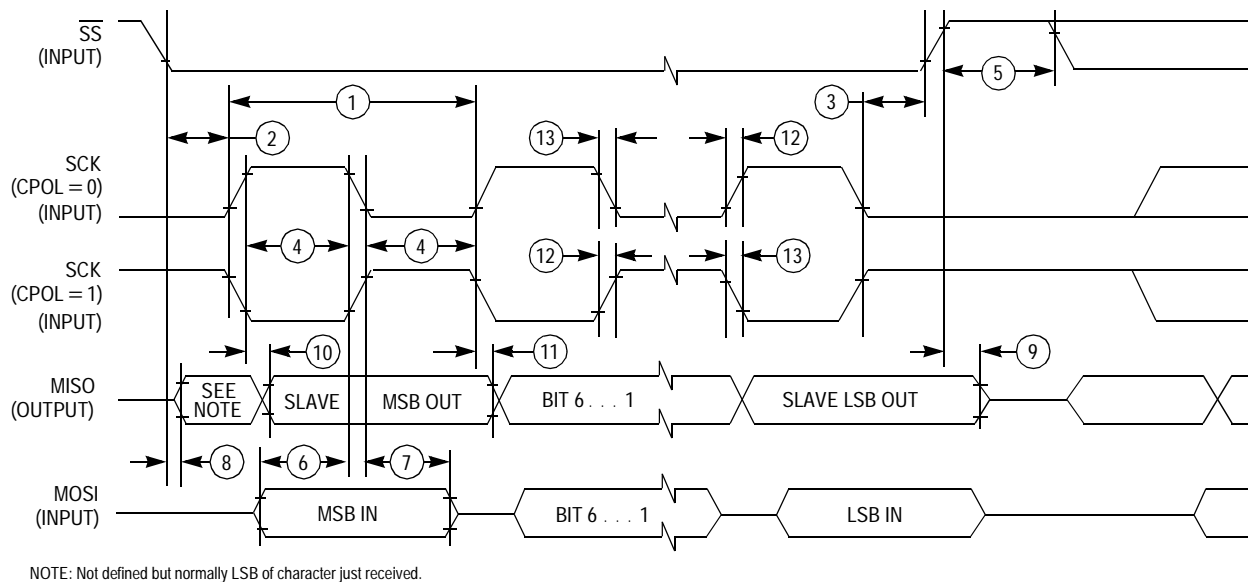 SS
(INPUT)
5
1
3
2
13
12
SCK
(CPOL = 0)
(INPUT)
4
4
12
13
SCK
(CPOL = 1)
(INPUT)
10
11
9
MISO
(OUTPUT)
SEE
NOTE
SLAVE
MSB OUT
BIT 6 . . . 1
SLAVE LSB OUT
8
6
7
MOSI
(INPUT)
MSB IN
BIT 6 . . . 1
LSB IN
NOTE: Not defined but normally LSB of character just received.